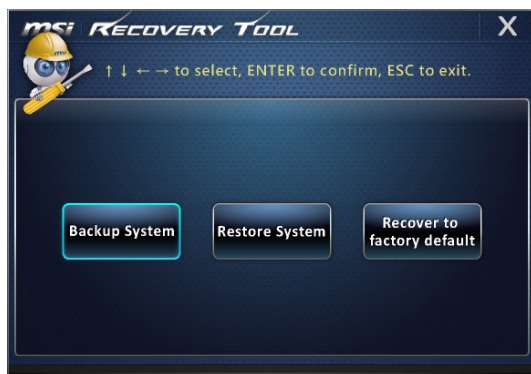 msi RECOVERY TOOL X
↑ ↓ ← → to select, ENTER to confirm, ESC to exit.
Backup System
Restore System
Recover to
factory default